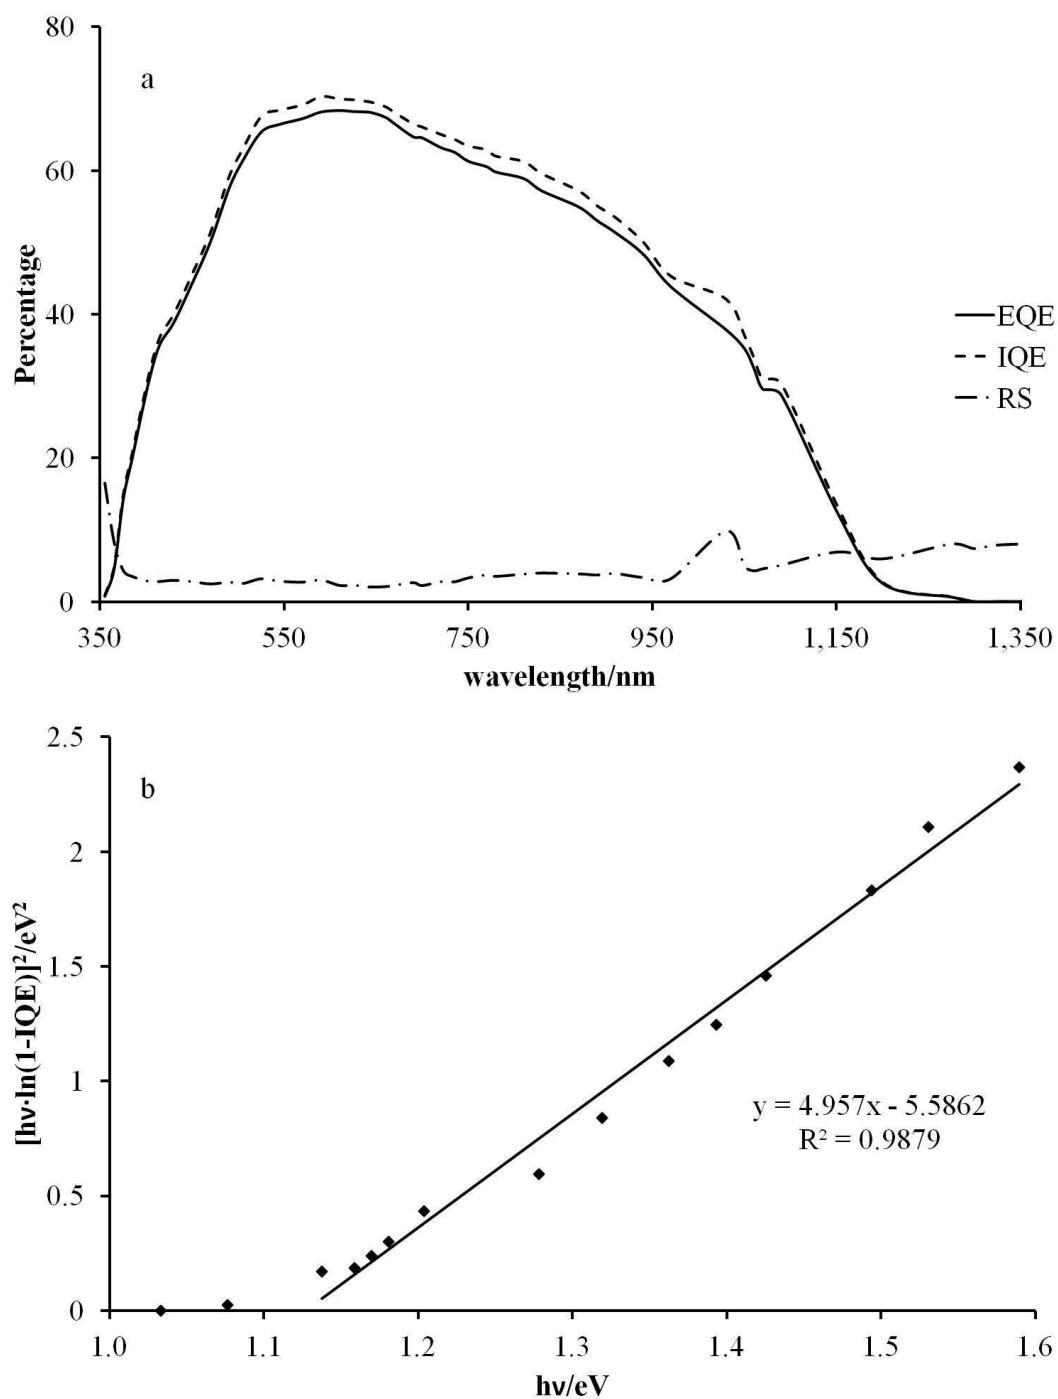 80
a
60
Percentage
40
EQE
IQE
RS
20
0
350 550 750 950 1,150 1,350
wavelength/nm
2.5
b
2
[hν·ln(1-IQE)]²/eV²
1.5
1
y = 4.957x - 5.5862
R² = 0.9879
0.5
0
1.0 1.1 1.2 1.3 1.4 1.5 1.6
hν/eV